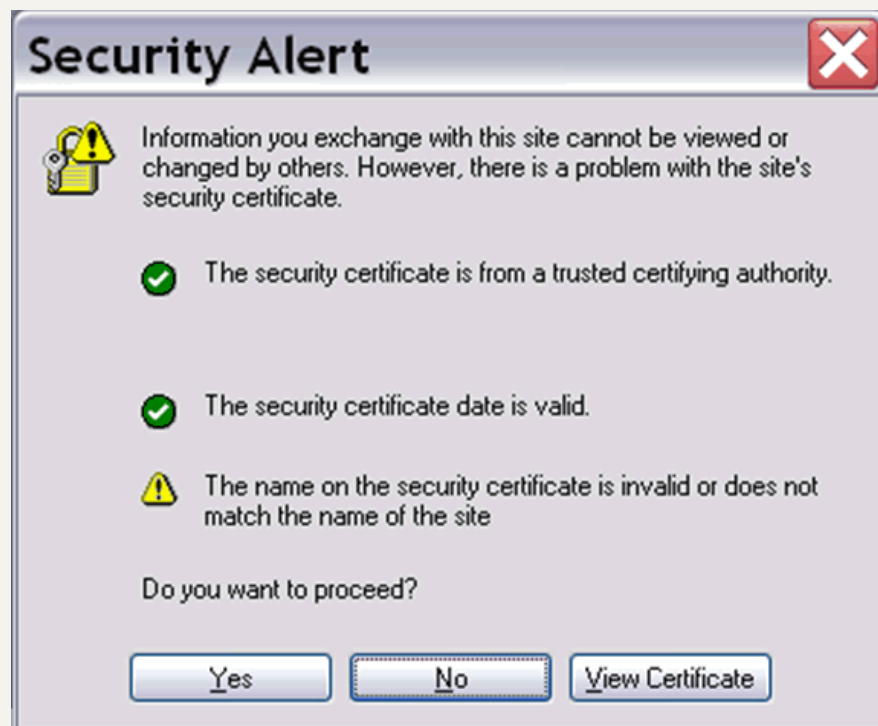 Security Alert
Information you exchange with this site cannot be viewed or
changed by others. However, there is a problem with the site's
security certificate.
The security certificate is from a trusted certifying authority.
The security certificate date is valid.
The name on the security certificate is invalid or does not
match the name of the site
Do you want to proceed?
Yes No View Certificate